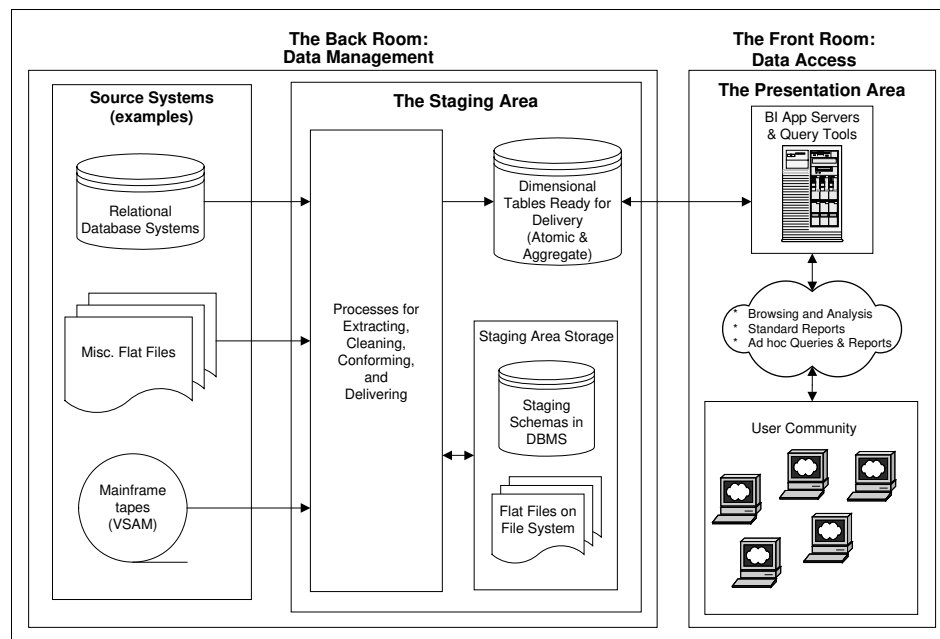 The Back Room:
Data Management
The Front Room:
Data Access
Source Systems
(examples)
Relational
Database Systems
Misc. Flat Files
Mainframe
tapes
(VSAM)
The Staging Area
Processes for
Extracting,
Cleaning,
Conforming,
and
Delivering
Dimensional
Tables Ready for
Delivery
(Atomic &
Aggregate)
Staging Area Storage
Staging
Schemas in
DBMS
Flat Files on
File System
The Presentation Area
BI App Servers
& Query Tools
* Browsing and Analysis
* Standard Reports
* Ad hoc Queries & Reports
User Community